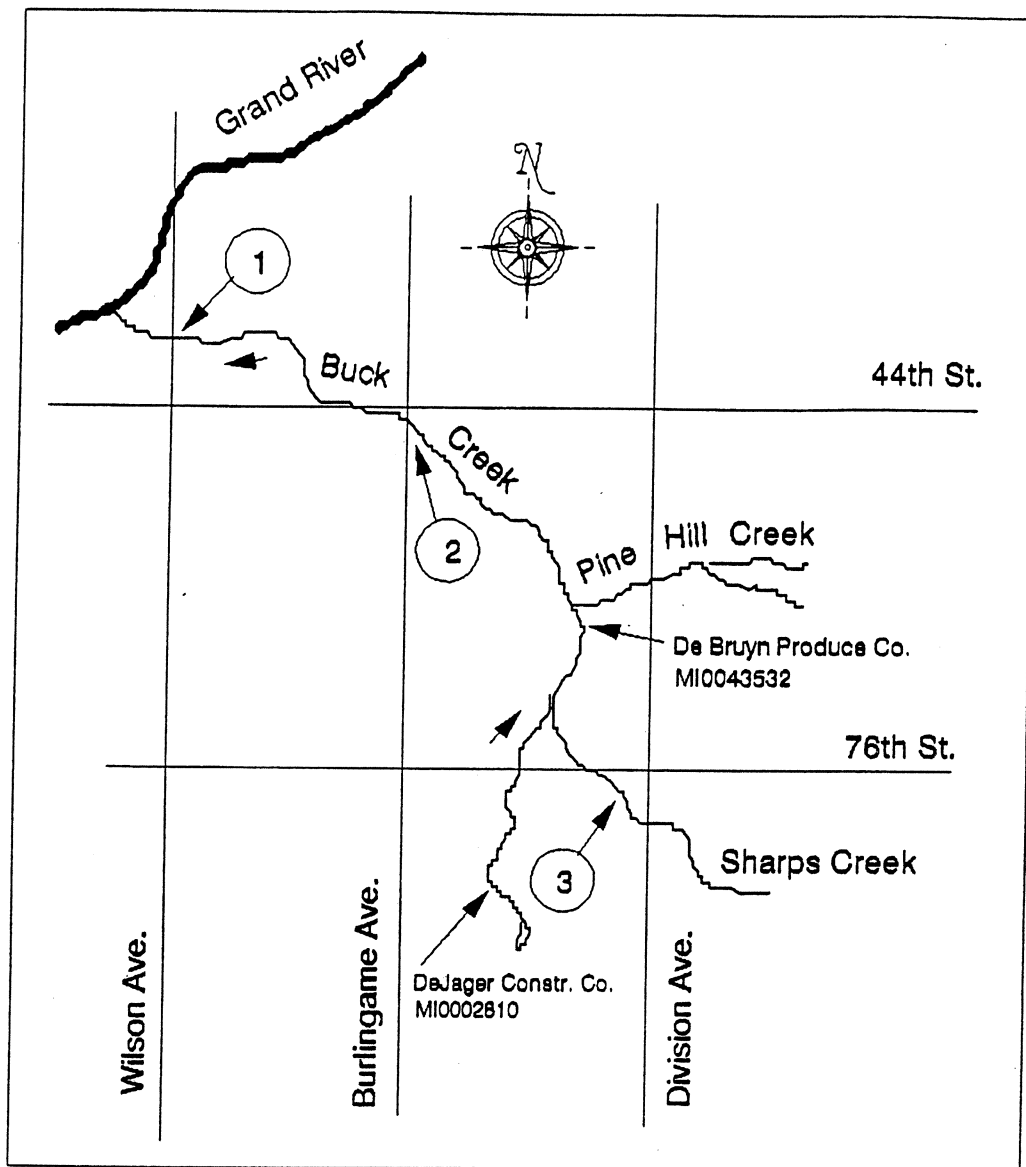 Grand River
N
1
Buck
44th St.
Creek
2
Pine Hill Creek
De Bruyn Produce Co.
MI0043532
76th St.
3
Sharps Creek
DeJager Constr. Co.
MI0002810
Wilson Ave.
Burlingame Ave.
Division Ave.